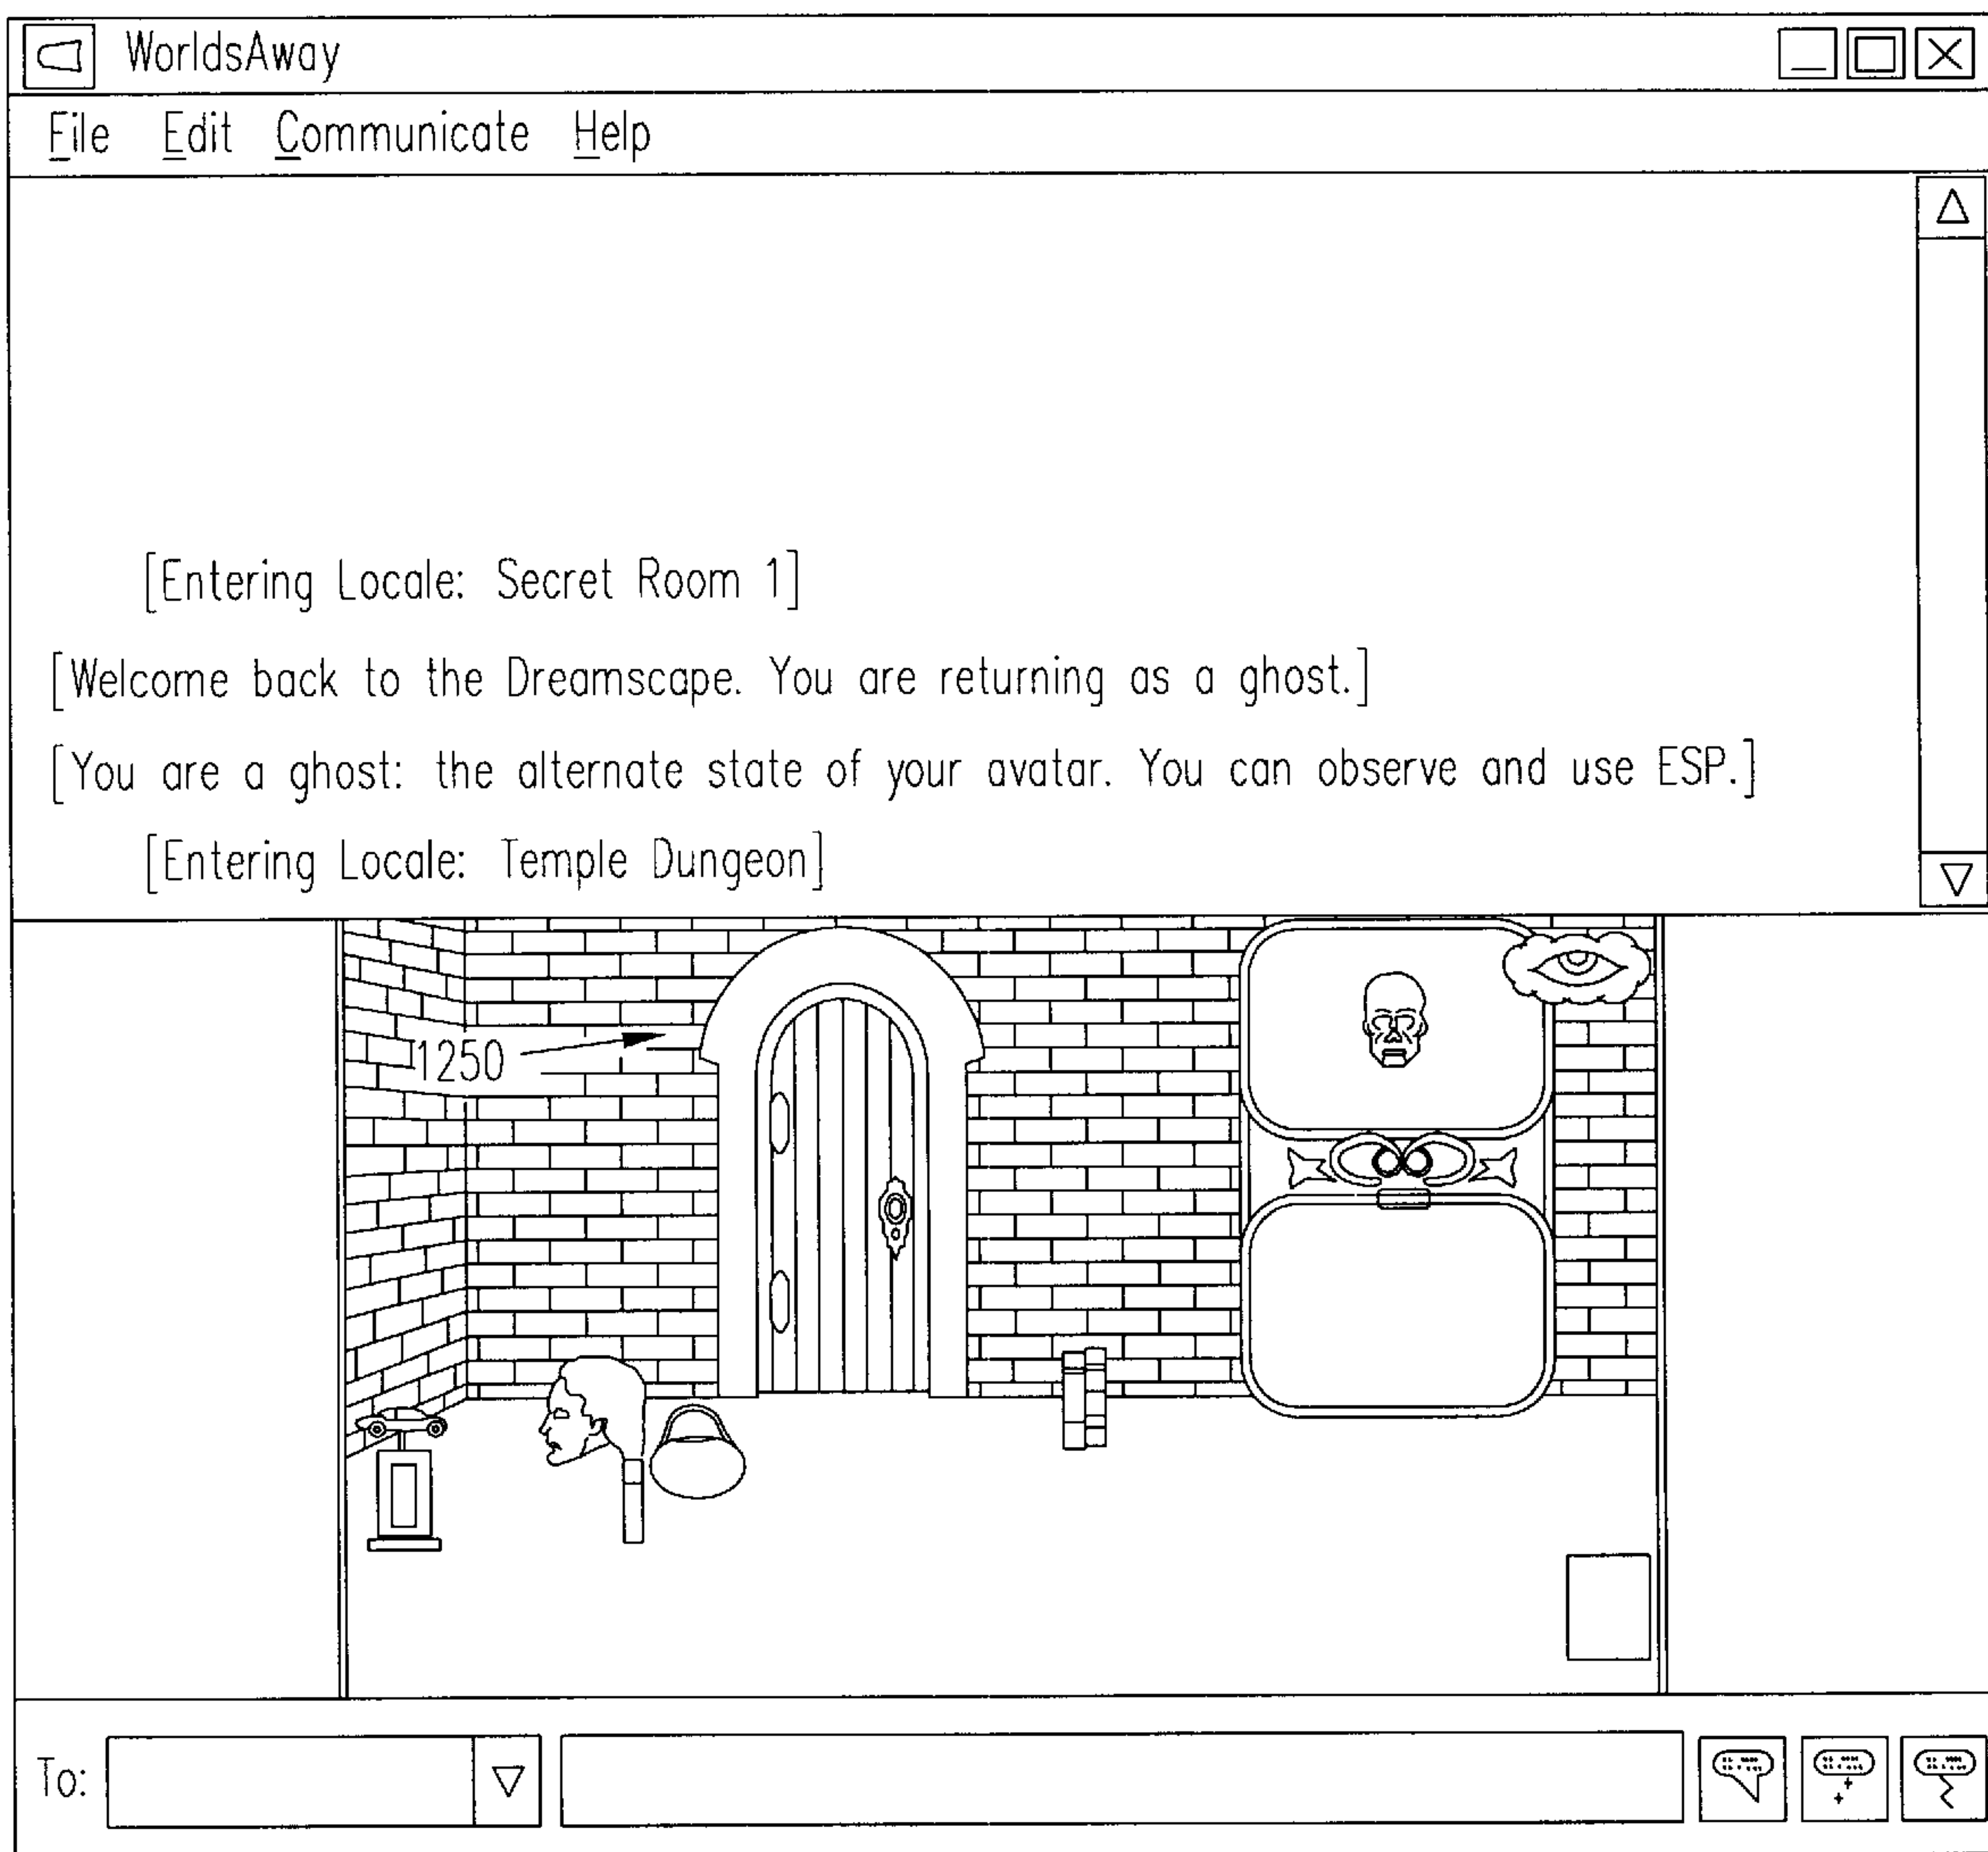 WorldsAway
File Edit Communicate Help
[Entering Locale: Secret Room 1]
[Welcome back to the Dreamscape. You are returning as a ghost.]
[You are a ghost: the alternate state of your avatar. You can observe and use ESP.]
[Entering Locale: Temple Dungeon]
1250
To: